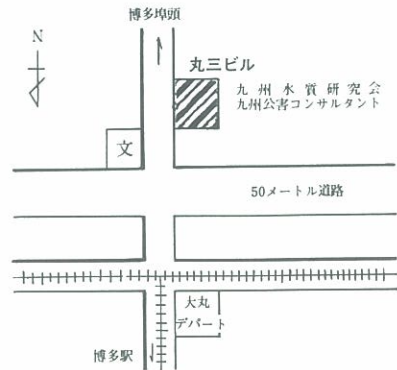 博多埠頭
N
丸三ビル
九州水質研究会
九州公害コンサルタント
文
50メートル道路
大丸
デパート
博多駅